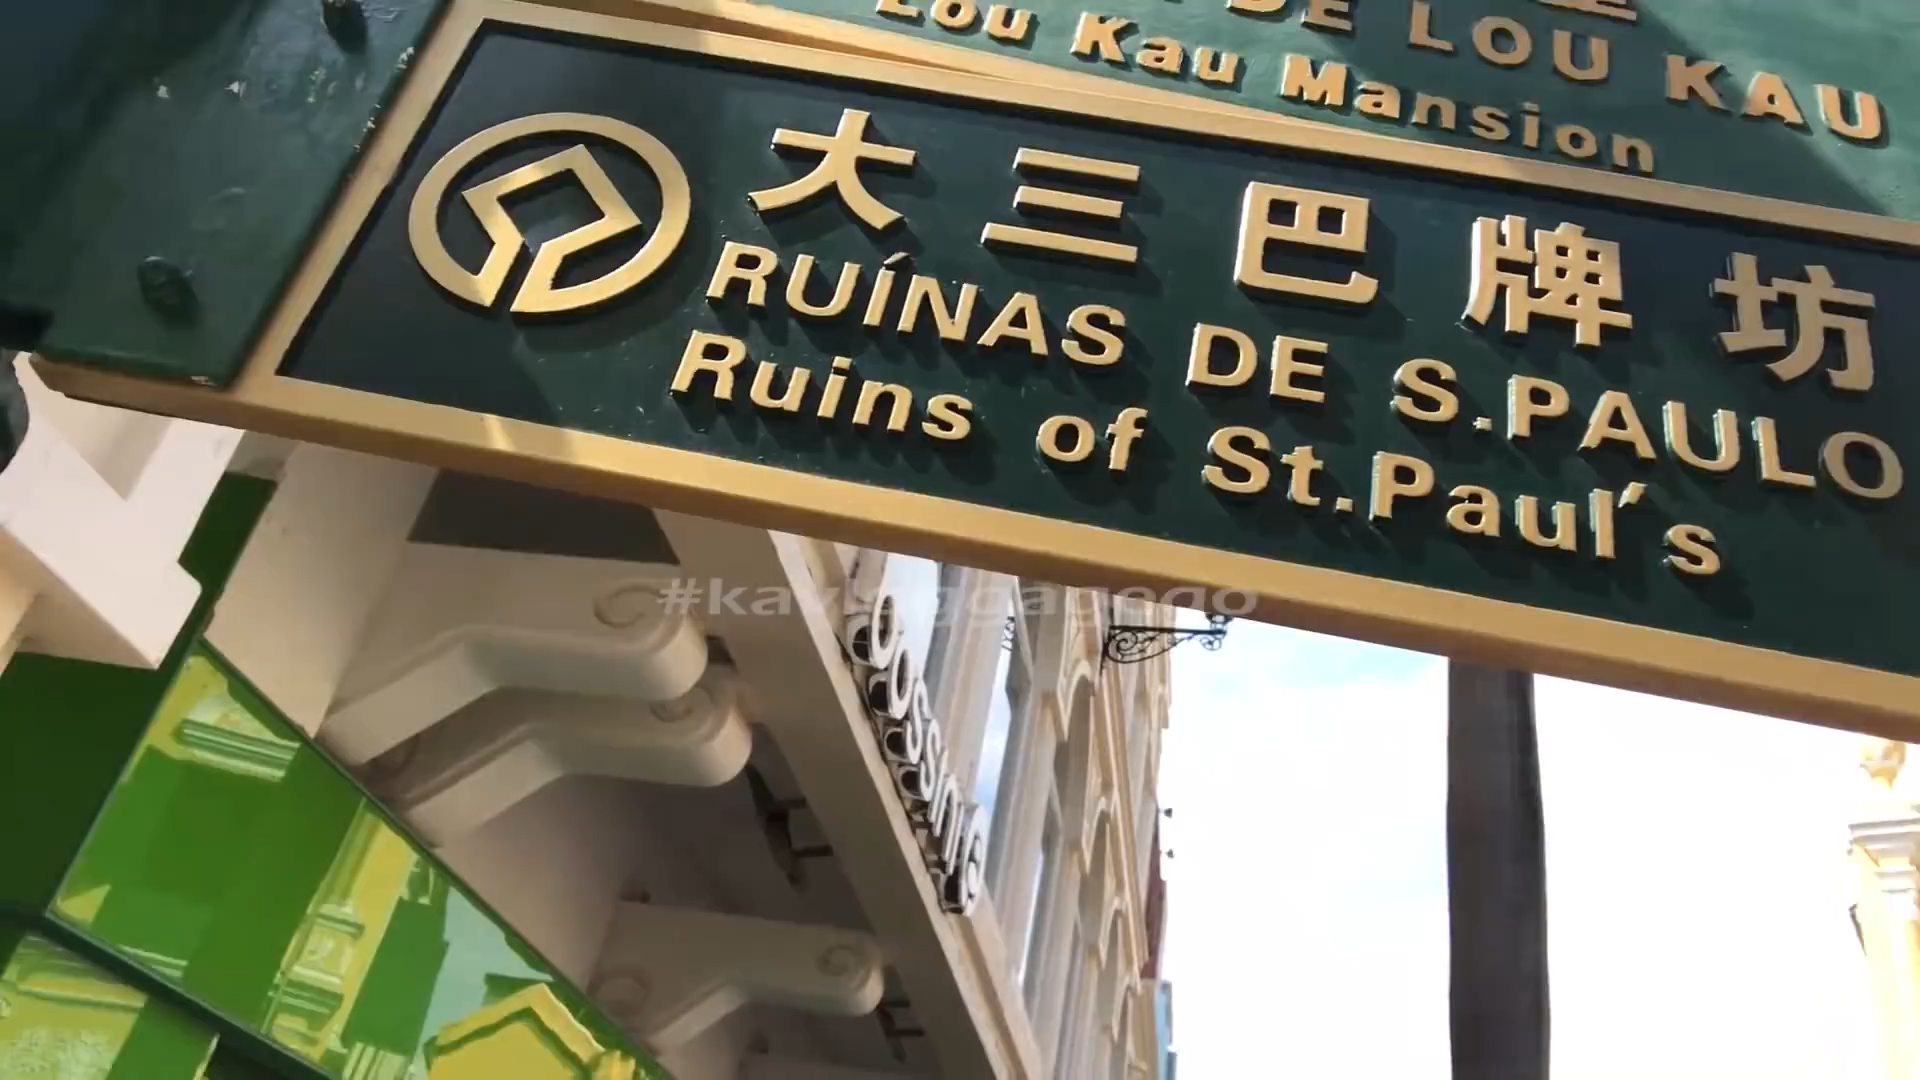 DE LOU KAU
Lou Kau Mansion
大三巴牌坊
RUÍNAS DE S.PAULO
Ruins of St.Paul´s